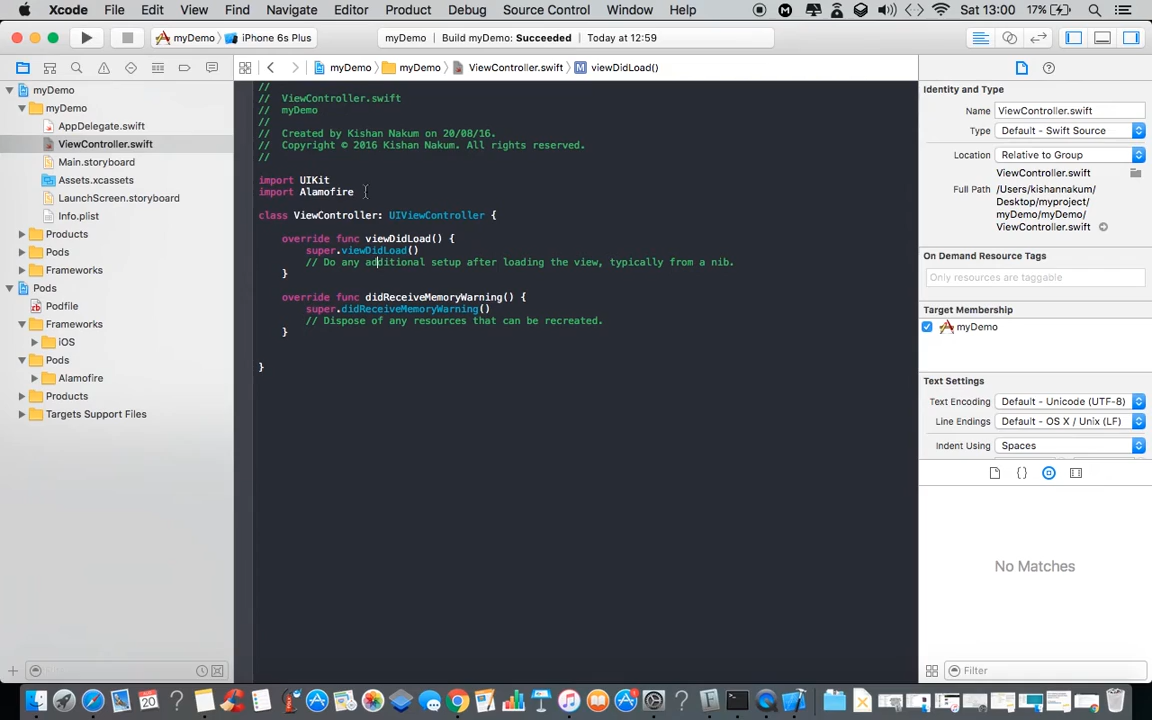 Xcode File Edit View Find Navigate Editor Product Debug Source Control Window Help Sat 13:00 17%
myDemo iPhone 6s Plus myDemo Build myDemo: Succeeded Today at 12:59
myDemo myDemo ViewController.swift M viewDidLoad()
myDemo
myDemo
AppDelegate.swift
ViewController.swift
Main.storyboard
Assets.xcassets
LaunchScreen.storyboard
Info.plist
Products
Pods
Frameworks
Pods
Podfile
Frameworks
iOS
Pods
Alamofire
Products
Targets Support Files
//
// ViewController.swift
// myDemo
//
// Created by Kishan Nakum on 20/08/16.
// Copyright © 2016 Kishan Nakum. All rights reserved.
//
import UIKit
import Alamofire
class ViewController: UIViewController {
override func viewDidLoad() {
super.viewDidLoad()
// Do any additional setup after loading the view, typically from a nib.
}
override func didReceiveMemoryWarning() {
super.didReceiveMemoryWarning()
// Dispose of any resources that can be recreated.
}
}
Identity and Type
Name ViewController.swift
Type Default - Swift Source
Location Relative to Group
ViewController.swift
Full Path /Users/kishannakum/
Desktop/myproject/
myDemo/myDemo/
ViewController.swift
On Demand Resource Tags
Only resources are taggable
Target Membership
myDemo
Text Settings
Text Encoding Default - Unicode (UTF-8)
Line Endings Default - OS X / Unix (LF)
Indent Using Spaces
No Matches
Filter
20